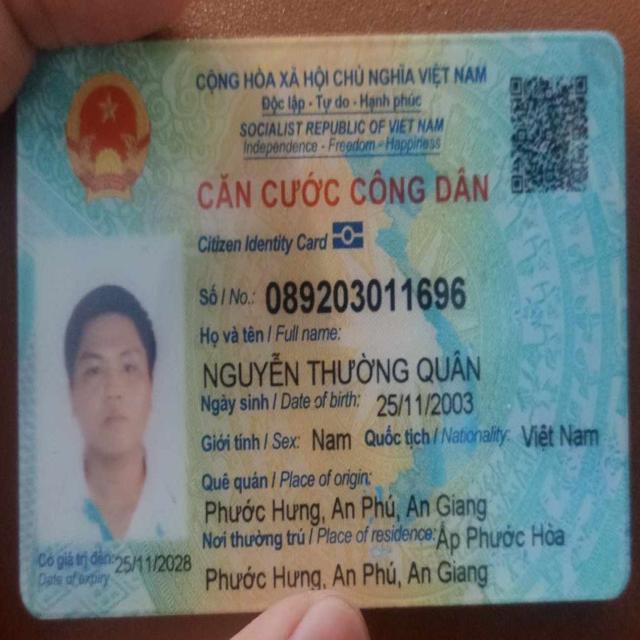 CỘNG HÒA XÃ HỘI CHỦ NGHĨA VIỆT NAM
Độc lập - Tự do - Hạnh phúc
SOCIALIST REPUBLIC OF VIET NAM
Independence - Freedom - Happiness
CĂN CƯỚC CÔNG DÂN
Citizen Identity Card
Số / No.: 089203011696
Họ và tên / Full name:
NGUYỄN THƯỜNG QUÂN
Ngày sinh / Date of birth: 25/11/2003
Giới tính / Sex: Nam Quốc tịch / Nationality: Việt Nam
Quê quán / Place of origin:
Phước Hưng, An Phú, An Giang
Nơi thường trú / Place of residence: Ấp Phước Hòa
Phước Hưng, An Phú, An Giang
Có giá trị đến: 25/11/2028
Date of expiry